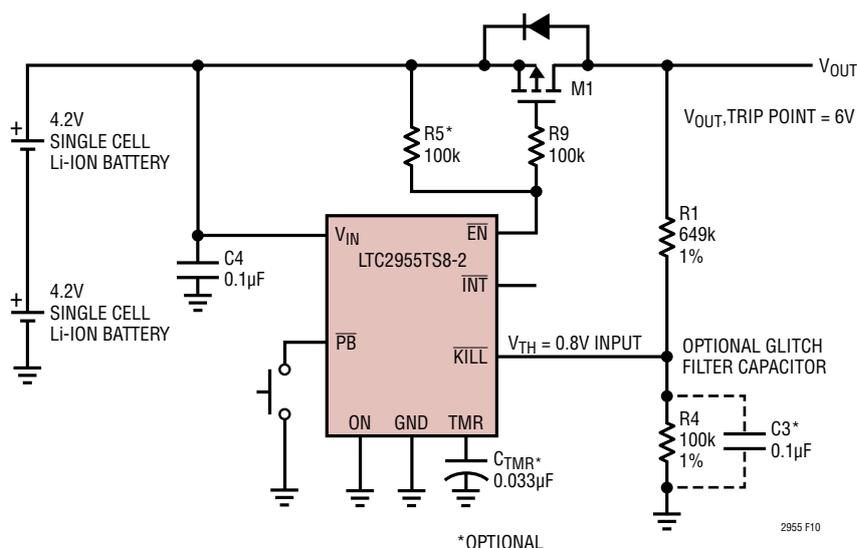 VOUT
M1
VOUT,TRIP POINT = 6V
+
4.2V
SINGLE CELL
Li-ION BATTERY
R5*
100k
R9
100k
R1
649k
1%
VIN
EN
LTC2955TS8-2
C4
0.1µF
INT
+
4.2V
SINGLE CELL
Li-ION BATTERY
PB
KILL
VTH = 0.8V INPUT
OPTIONAL GLITCH
FILTER CAPACITOR
ON
GND
TMR
R4
100k
1%
C3*
0.1µF
CTMR*
0.033µF
*OPTIONAL
2955 F10